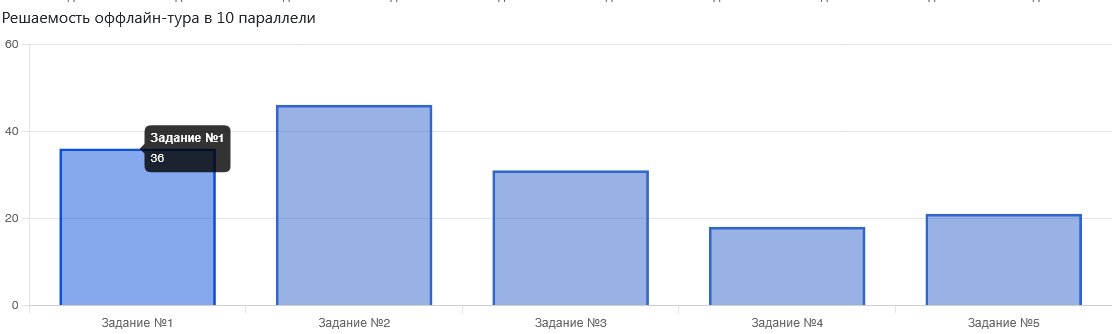 Решаемость оффлайн-тура в 10 параллели
60
40
20
0
Задание №1
36
Задание №1
Задание №2
Задание №3
Задание №4
Задание №5